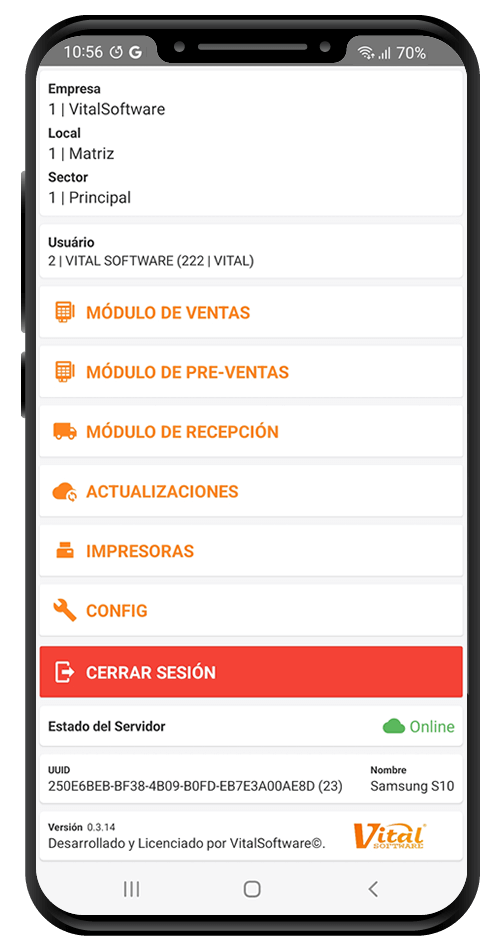 10:56 G 70%
Empresa
1 | VitalSoftware
Local
1 | Matriz
Sector
1 | Principal
Usuário
2 | VITAL SOFTWARE (222 | VITAL)
MÓDULO DE VENTAS
MÓDULO DE PRE-VENTAS
MÓDULO DE RECEPCIÓN
ACTUALIZACIONES
IMPRESORAS
CONFIG
CERRAR SESIÓN
Estado del Servidor Online
UUID Nombre
250E6BEB-BF38-4B09-B0FD-EB7E3A00AE8D (23) Samsung S10
Versión 0.3.14
Desarrollado y Licenciado por VitalSoftware©.
Vital
SOFTWARE